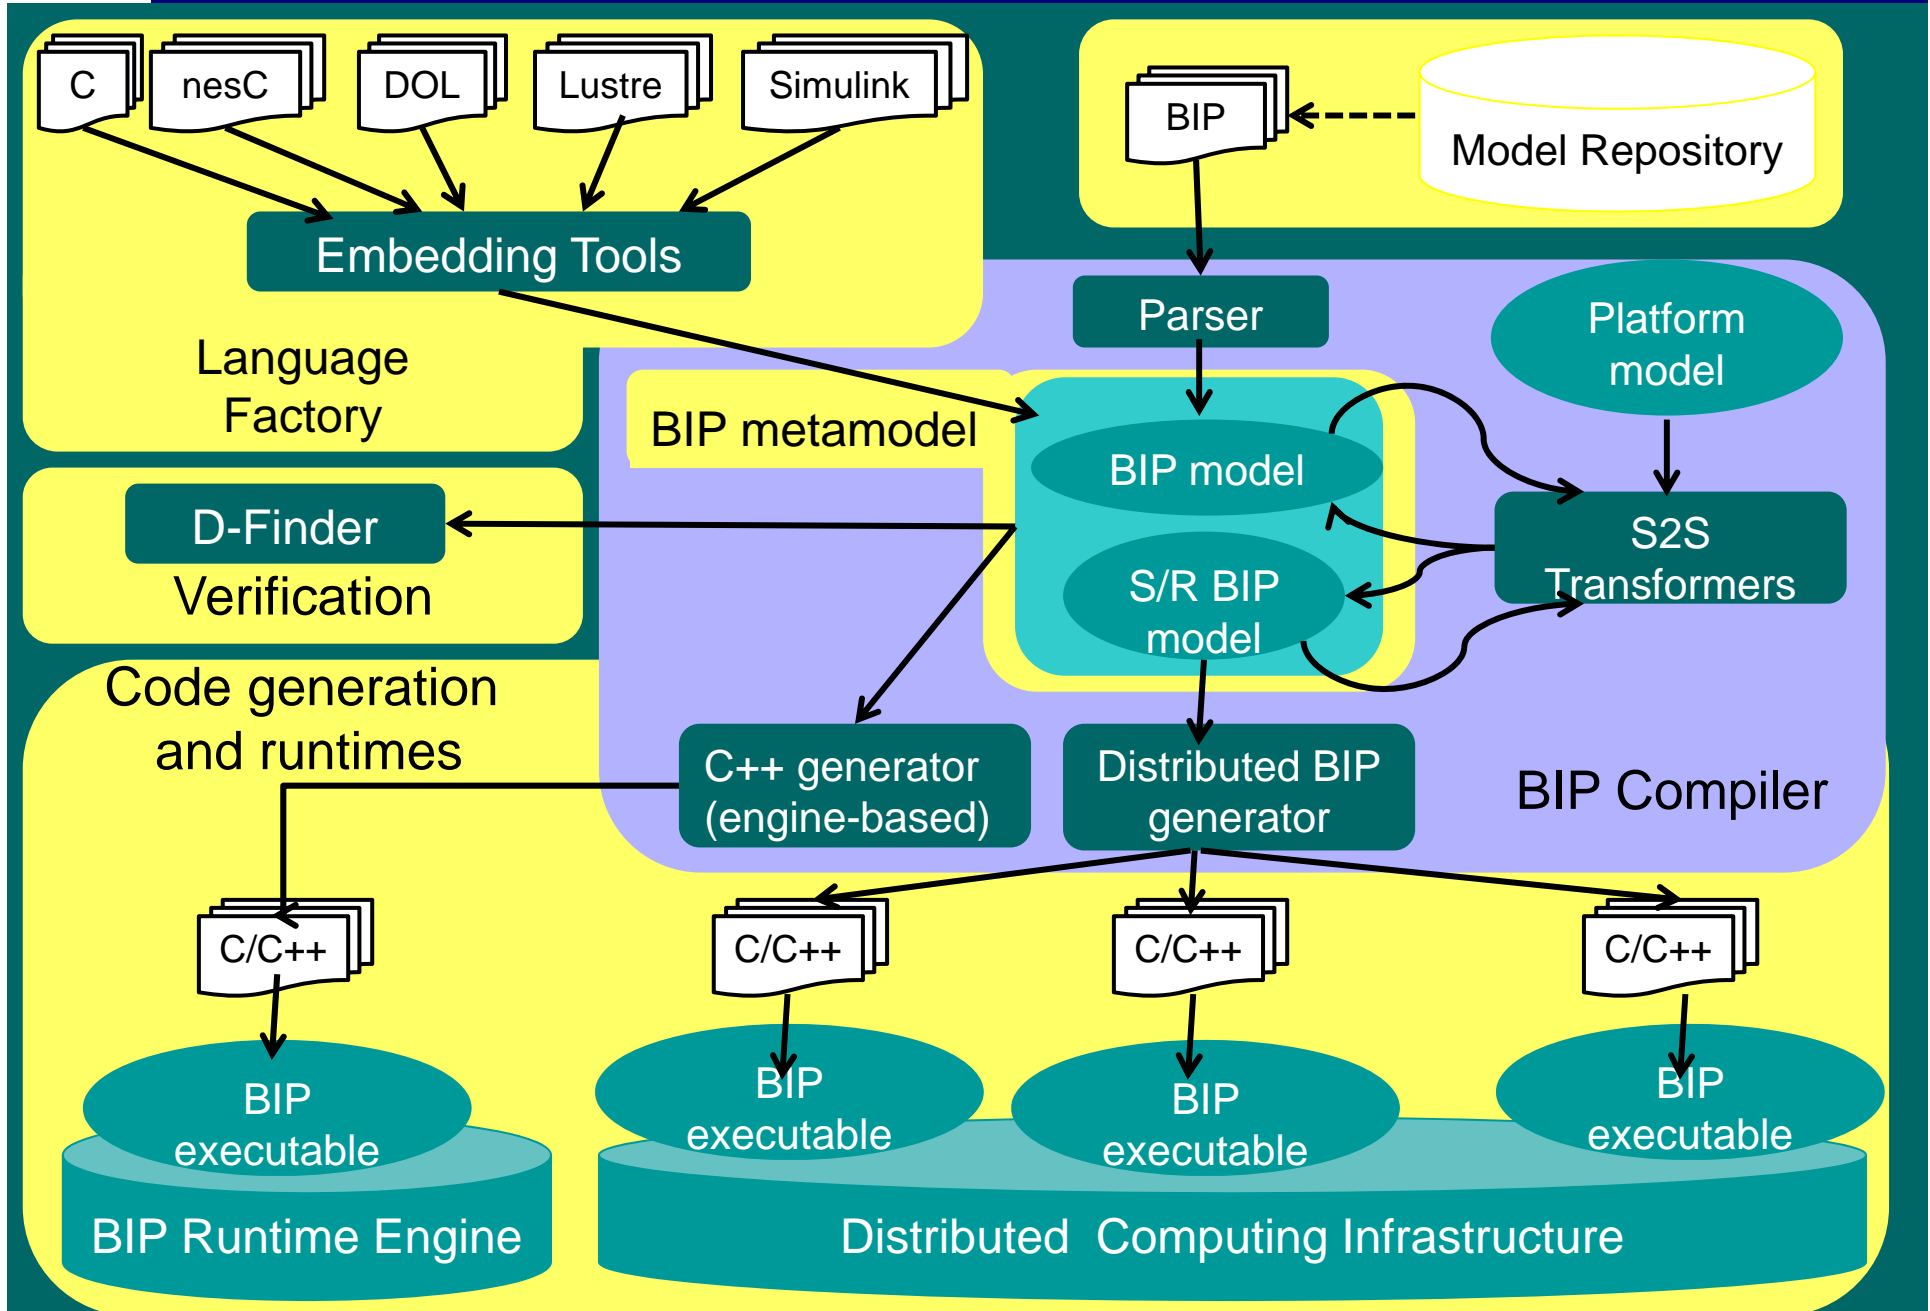 C
nesC
DOL
Lustre
Simulink
BIP
Model Repository
Embedding Tools
Language
Factory
Parser
Platform
model
BIP metamodel
BIP model
D-Finder
Verification
S2S
Transformers
S/R BIP
model
Code generation
and runtimes
C++ generator
(engine-based)
Distributed BIP
generator
BIP Compiler
C/C++
C/C++
C/C++
C/C++
BIP
executable
BIP
executable
BIP
executable
BIP
executable
BIP Runtime Engine
Distributed  Computing Infrastructure